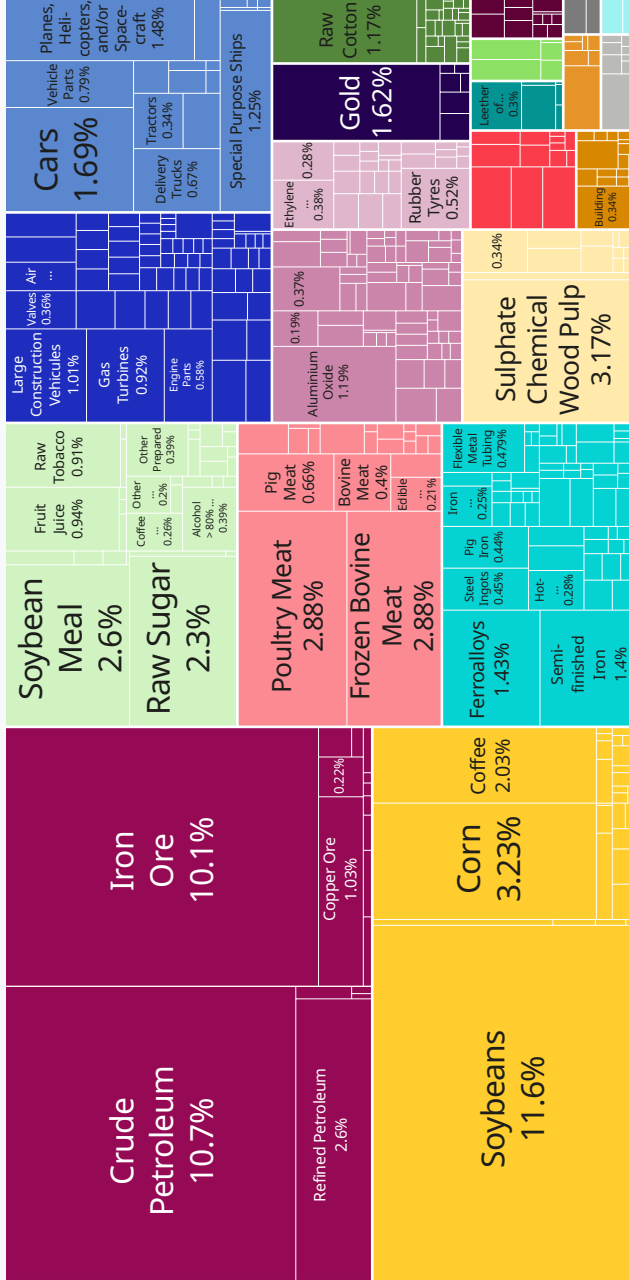 Crude
Petroleum
10.7%
Refined Petroleum
2.6%
Iron
Ore
10.1%
Copper Ore
1.03%
0.22%
Soybeans
11.6%
Corn
3.23%
Coffee
2.03%
Soybean
Meal
2.6%
Fruit
Juice
0.94%
Raw
Tobacco
0.91%
Raw Sugar
2.3%
Coffee
...
0.26%
Other
...
0.2%
Other
Prepared
0.39%
Alcohol
> 80% ...
0.39%
Poultry Meat
2.88%
Pig
Meat
0.66%
Frozen Bovine
Meat
2.88%
Bovine
Meat
0.4%
Edible
...
0.21%
Ferroalloys
1.43%
Semi-
finished
Iron
1.4%
Steel
Ingots
0.45%
Pig
Iron
0.44%
Hot-
...
0.28%
Iron
...
0.25%
Flexible
Metal
Tubing
0.479%
Large
Construction
Vehicules
1.01%
Gas
Turbines
0.92%
Engine
Parts
0.58%
Valves
0.36%
Air
...
Aluminium
Oxide
1.19%
0.19%
0.37%
Sulphate
Chemical
Wood Pulp
3.17%
0.34%
Cars
1.69%
Vehicle
Parts
0.79%
Planes,
Heli-
copters,
and/or
Space-
craft
1.48%
Delivery
Trucks
0.67%
Tractors
0.34%
Special Purpose Ships
1.25%
Ethylene
...
0.38%
0.28%
Rubber
Tyres
0.52%
Gold
1.62%
Raw
Cotton
1.17%
Building
0.34%
Leether
of...
0.3%